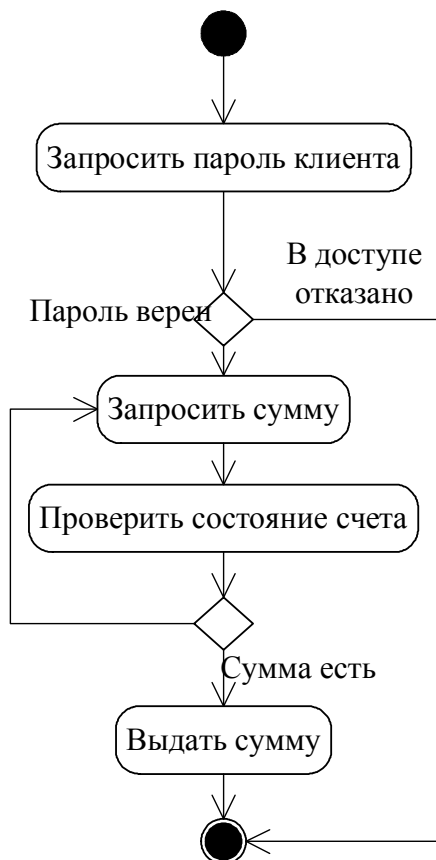 Запросить пароль клиента
В доступе
отказано
Пароль верен
Запросить сумму
Проверить состояние счета
Сумма есть
Выдать сумму